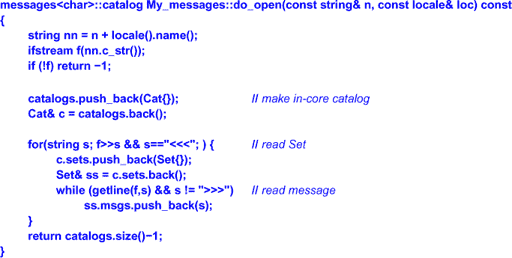 messages<char>::catalog My_messages::do_open(const string& n, const locale& loc) const
{
string nn = n + locale().name();
ifstream f(nn.c_str());
if (!f) return −1;
catalogs.push_back(Cat{}); // make in-core catalog
Cat& c = catalogs.back();
for(string s; f>>s && s=="<<<"; ) { // read Set
c.sets.push_back(Set{});
Set& ss = c.sets.back();
while (getline(f,s) && s != ">>>") // read message
ss.msgs.push_back(s);
}
return catalogs.size()−1;
}